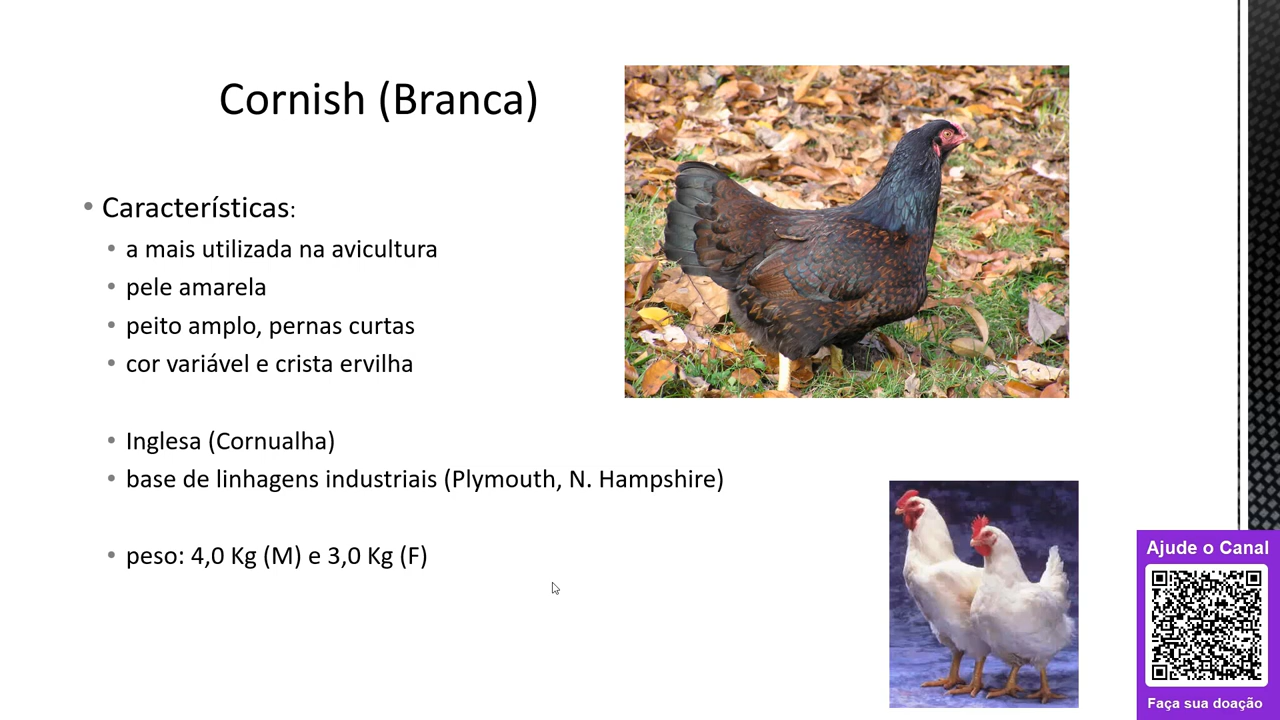 Cornish (Branca)
• Características:
• a mais utilizada na avicultura
• pele amarela
• peito amplo, pernas curtas
• cor variável e crista ervilha
• Inglesa (Cornualha)
• base de linhagens industriais (Plymouth, N. Hampshire)
• peso: 4,0 Kg (M) e 3,0 Kg (F)
Ajude o Canal
Faça sua doação